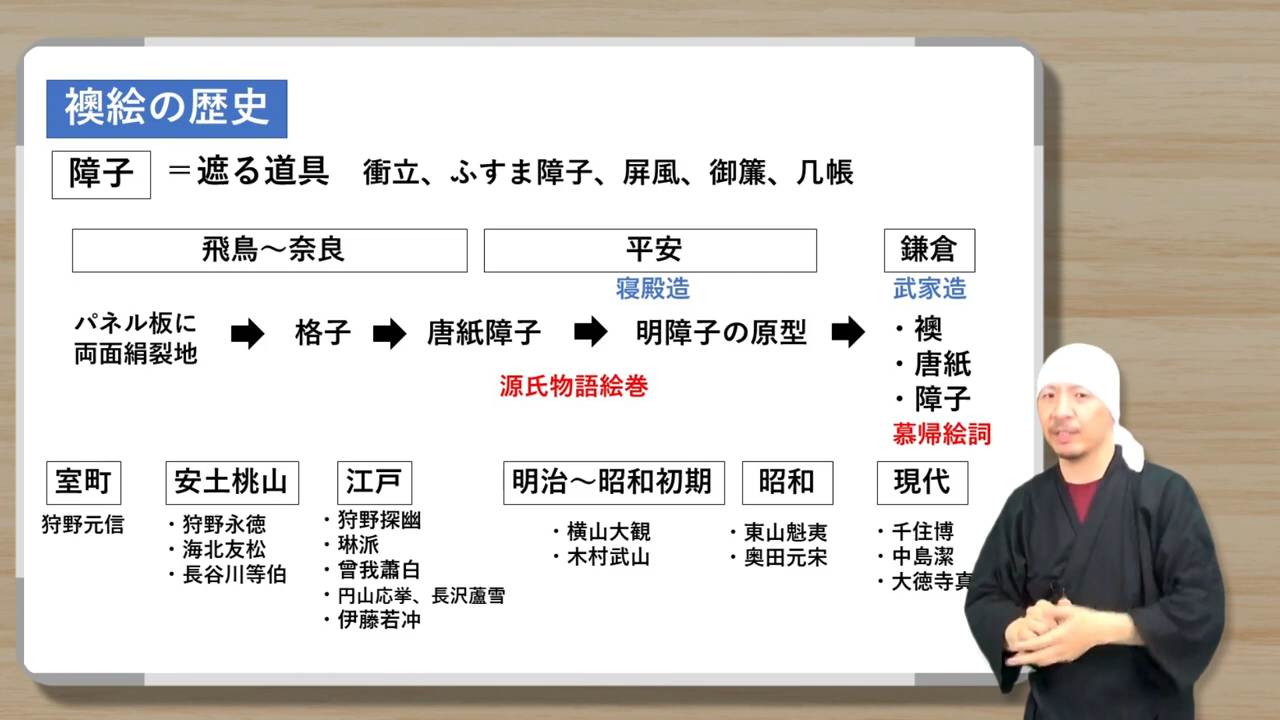 襖絵の歴史
障子 ＝遮る道具 衝立、ふすま障子、屏風、御簾、几帳
飛鳥～奈良 平安 鎌倉
寝殿造 武家造
パネル板に
両面絹裂地
格子 唐紙障子 明障子の原型
・襖
・唐紙
・障子
源氏物語絵巻
慕帰絵詞
室町
狩野元信
安土桃山
・狩野永徳
・海北友松
・長谷川等伯
江戸
・狩野探幽
・琳派
・曾我蕭白
・円山応挙、長沢蘆雪
・伊藤若冲
明治～昭和初期
・横山大観
・木村武山
昭和
・東山魁夷
・奥田元宋
現代
・千住博
・中島潔
・大徳寺真